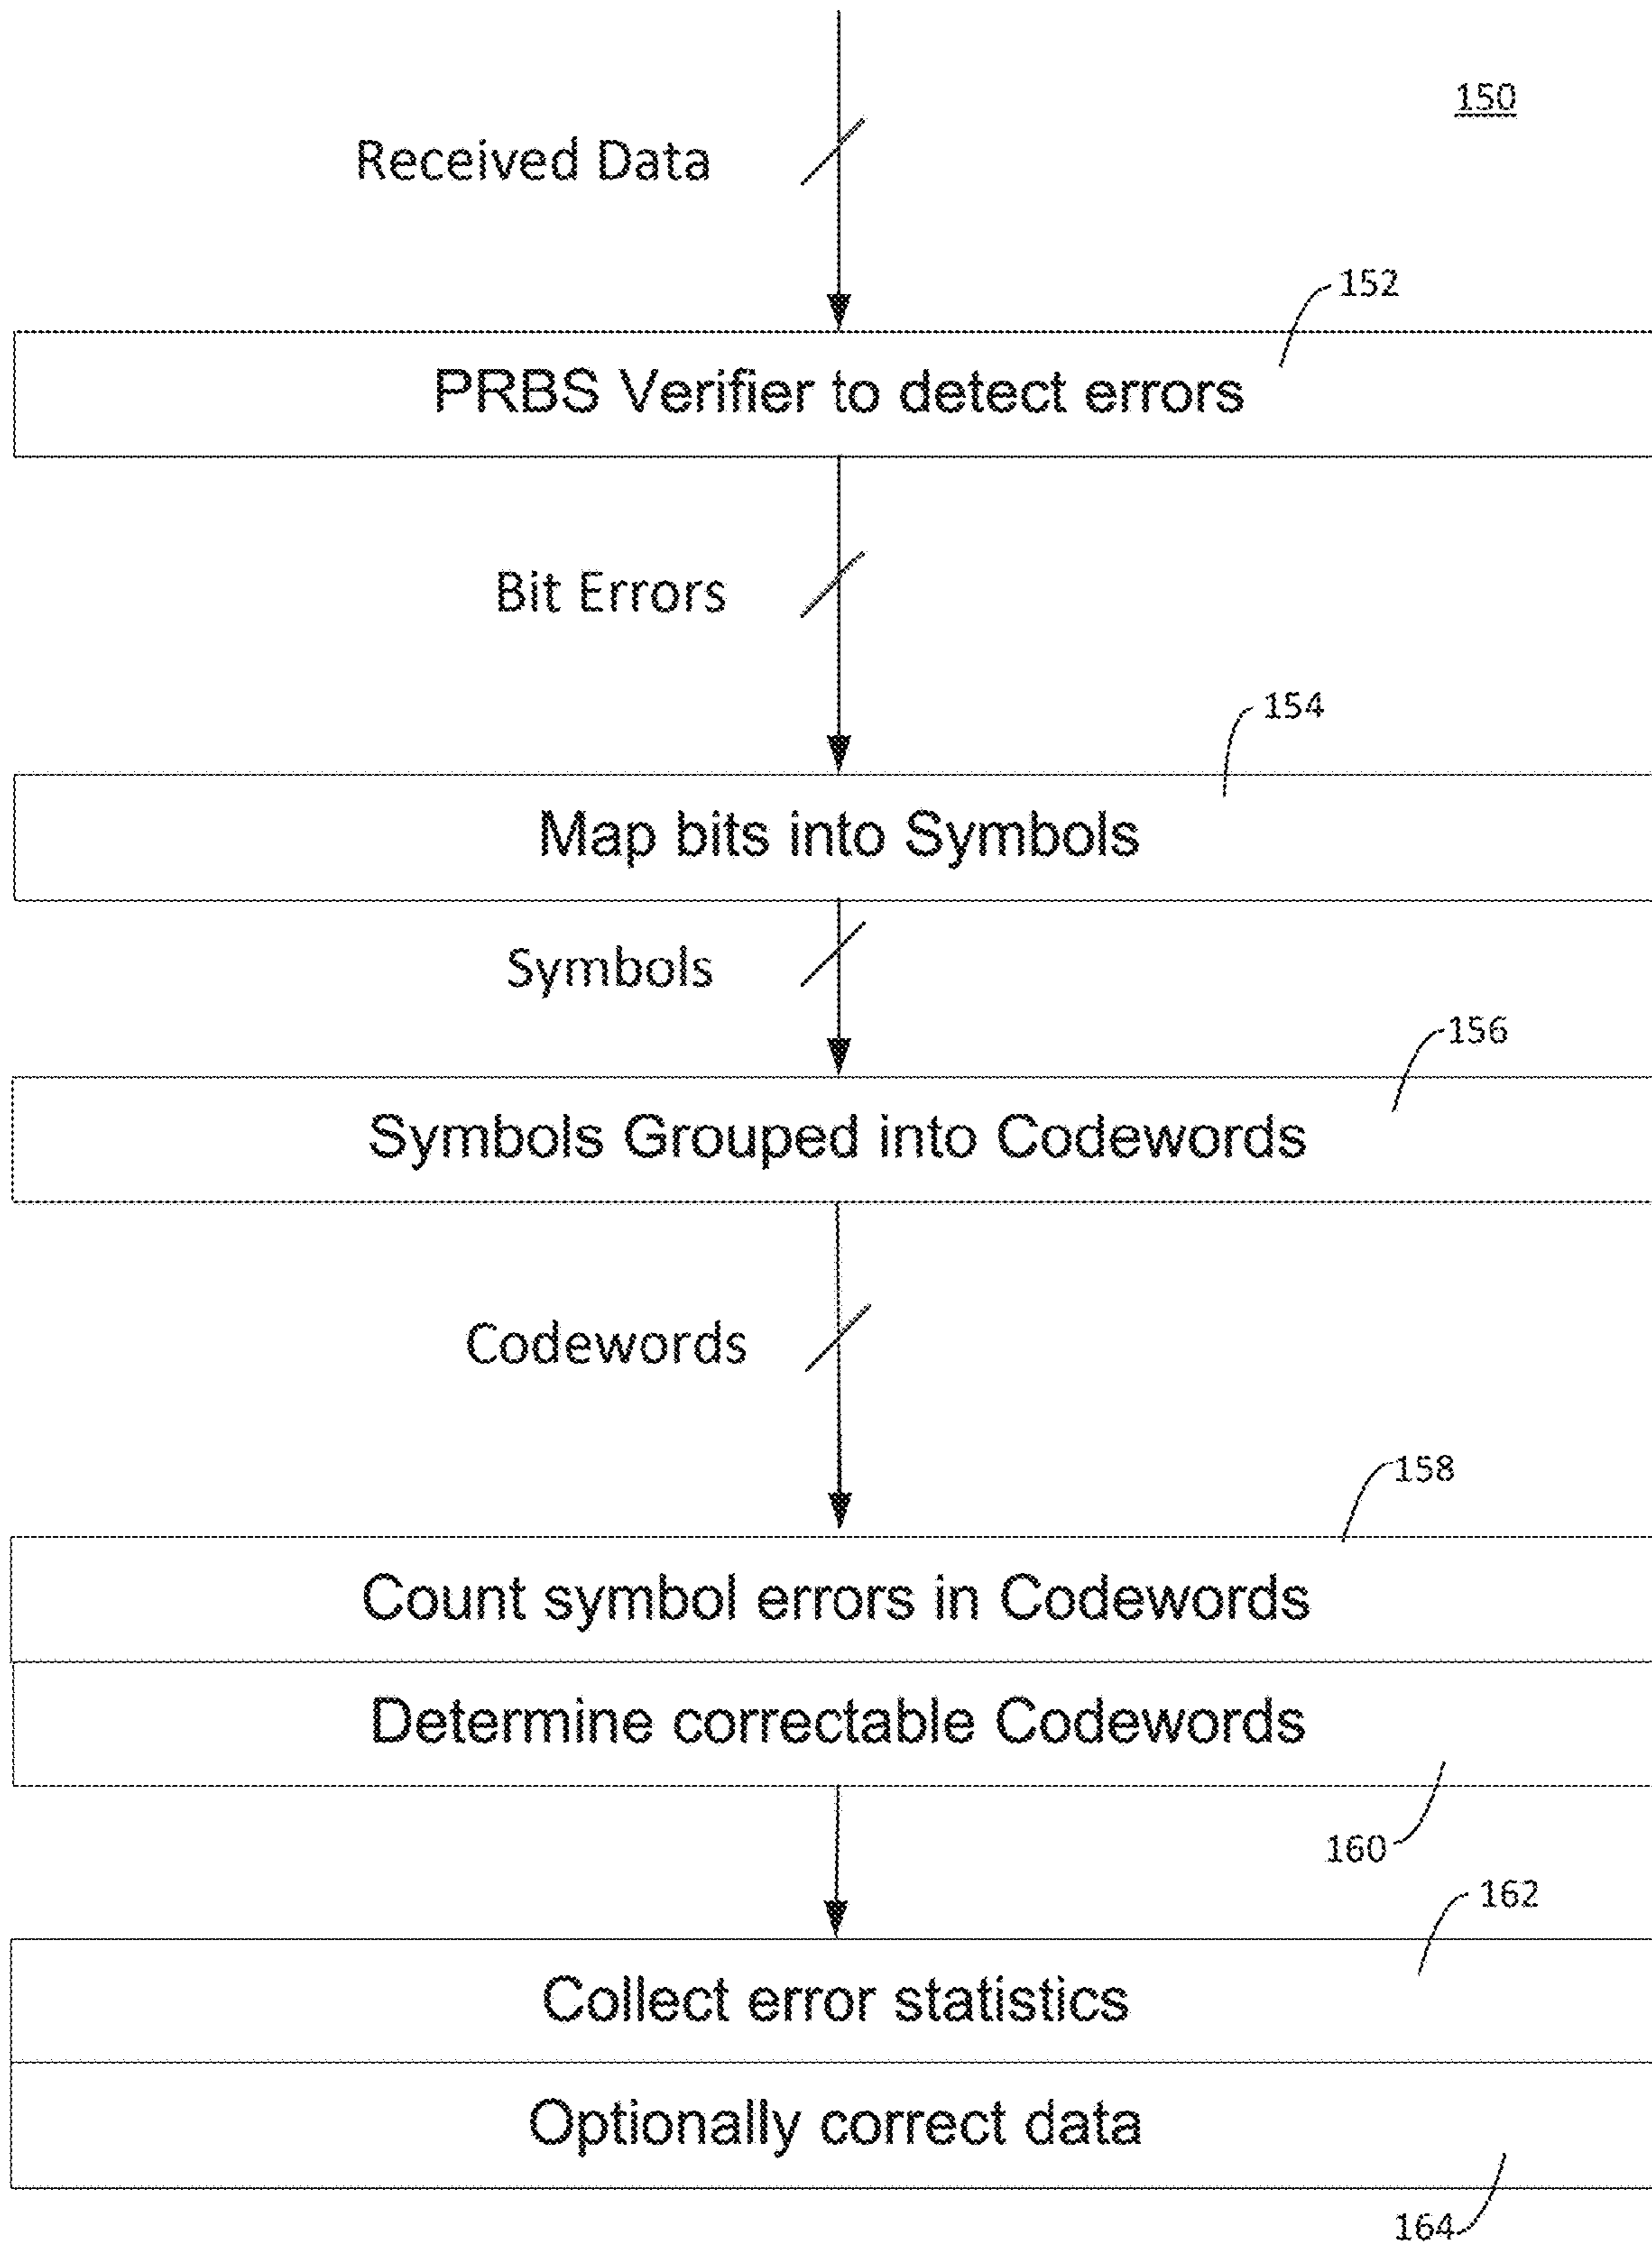 150
Received Data
152
PRBS Verifier to detect errors
Bit Errors
154
Map bits into Symbols
Symbols
156
Symbols Grouped into Codewords
Codewords
158
Count symbol errors in Codewords
Determine correctable Codewords
160
162
Collect error statistics
Optionally correct data
164